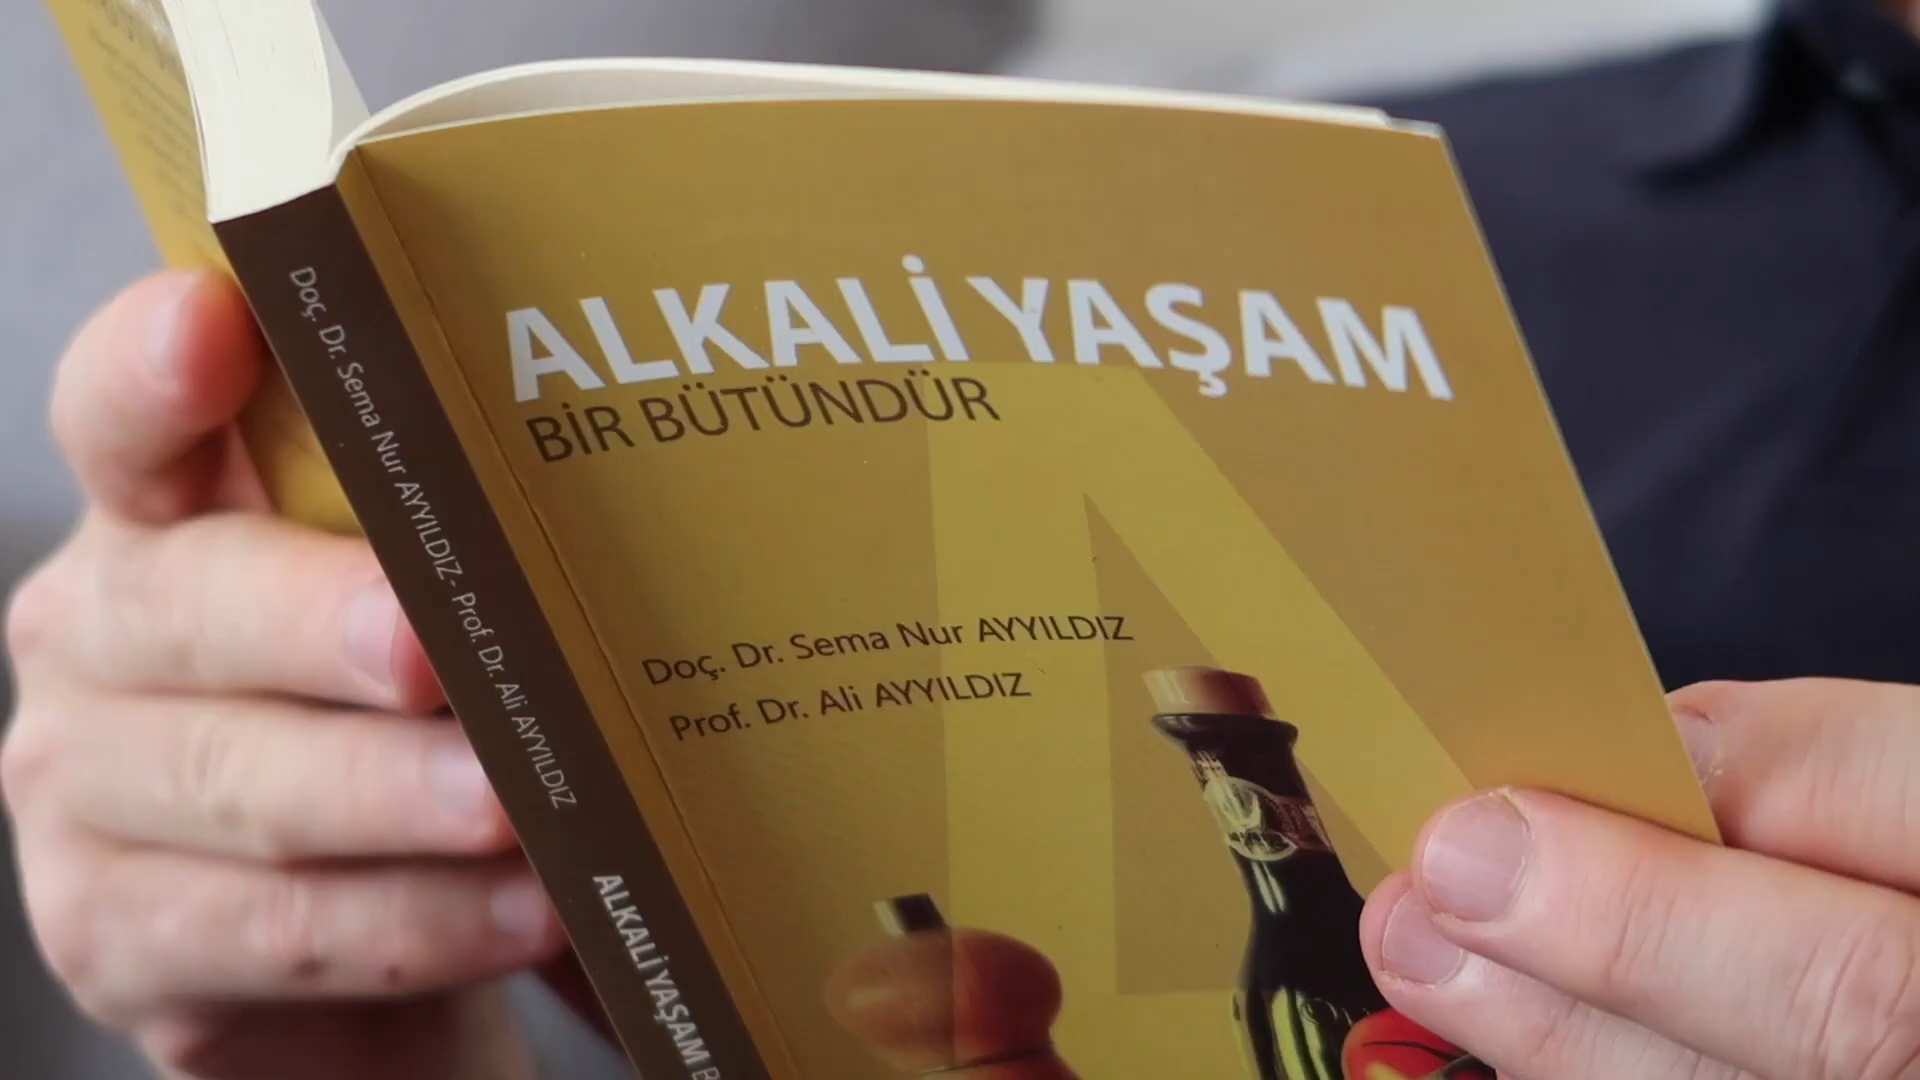 ALKALİ YAŞAM
BİR BÜTÜNDÜR
Doç. Dr. Sema Nur AYYILDIZ
Prof. Dr. Ali AYYILDIZ
Doç. Dr. Sema Nur AYYILDIZ - Prof. Dr. Ali AYYILDIZ
ALKALİ YAŞAM B